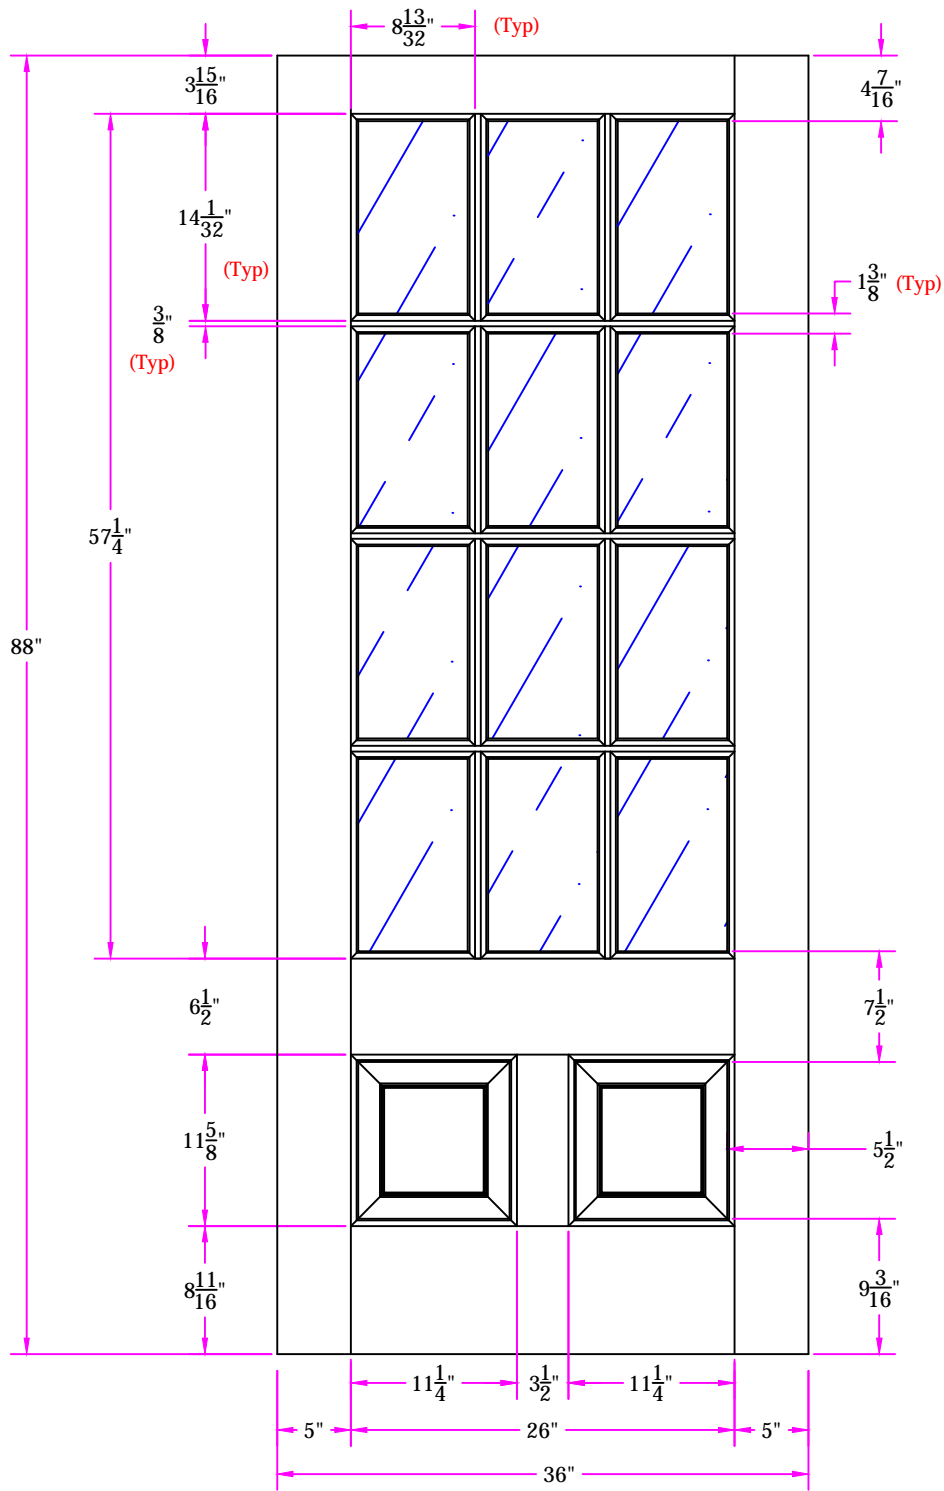 8 13/32" (Typ)
3 15/16"
4 7/16"
14 1/32"
(Typ)
1 3/8" (Typ)
3/8"
(Typ)
57 1/4"
88"
6 1/2"
7 1/2"
11 5/8"
5 1/2"
8 11/16"
9 3/16"
11 1/4" 3 1/2" 11 1/4"
5" 26" 5"
36"